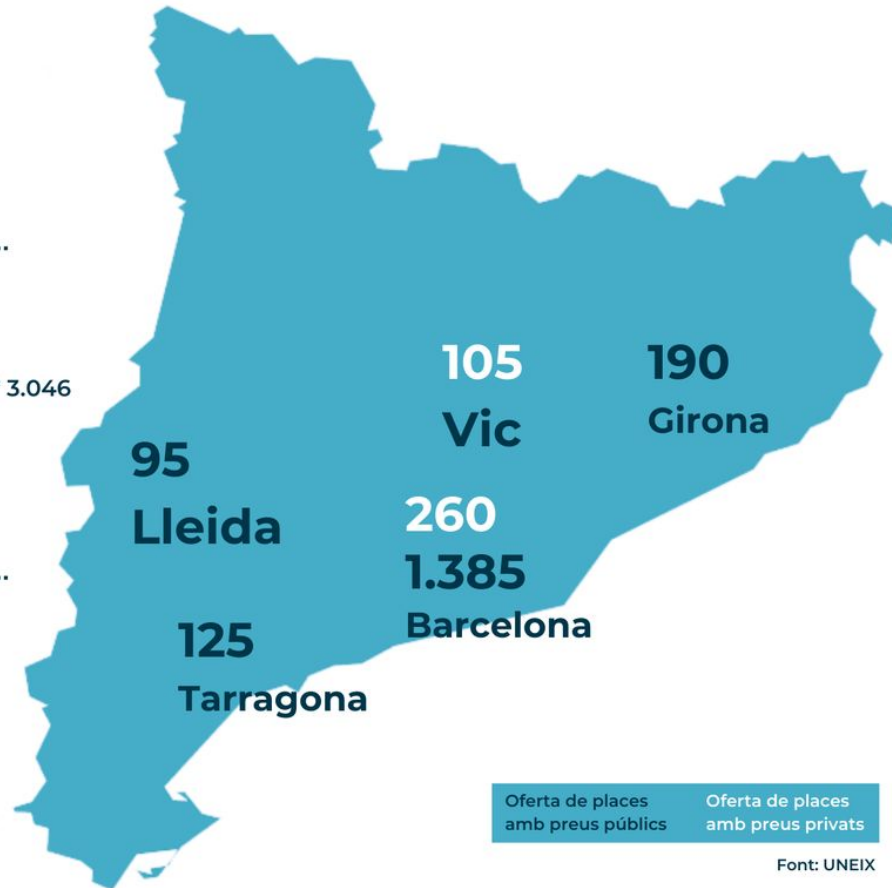 3.046
105
Vic
190
Girona
95
Lleida
260
1.385
Barcelona
125
Tarragona
Oferta de places
amb preus públics
Oferta de places
amb preus privats
Font: UNEIX